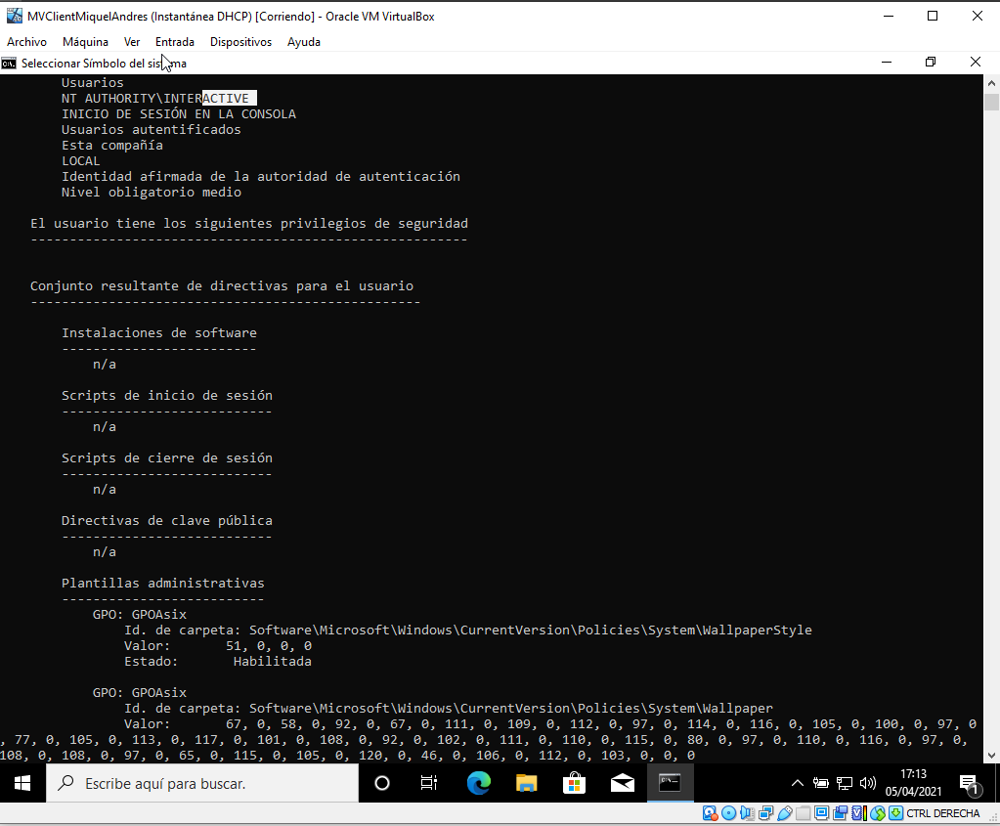 MVClientMiquelAndres (Instantánea DHCP) [Corriendo] - Oracle VM VirtualBox
Archivo Máquina Ver Entrada Dispositivos Ayuda
Seleccionar Símbolo del sistema
Usuarios
NT AUTHORITY\INTERACTIVE
INICIO DE SESIÓN EN LA CONSOLA
Usuarios autentificados
Esta compañía
LOCAL
Identidad afirmada de la autoridad de autenticación
Nivel obligatorio medio
El usuario tiene los siguientes privilegios de seguridad
--------------------------------------------------------
Conjunto resultante de directivas para el usuario
--------------------------------------------------
Instalaciones de software
-------------------------
n/a
Scripts de inicio de sesión
---------------------------
n/a
Scripts de cierre de sesión
---------------------------
n/a
Directivas de clave pública
---------------------------
n/a
Plantillas administrativas
--------------------------
GPO: GPOAsix
Id. de carpeta: Software\Microsoft\Windows\CurrentVersion\Policies\System\WallpaperStyle
Valor: 51, 0, 0, 0
Estado: Habilitada
GPO: GPOAsix
Id. de carpeta: Software\Microsoft\Windows\CurrentVersion\Policies\System\Wallpaper
Valor: 67, 0, 58, 0, 92, 0, 67, 0, 111, 0, 109, 0, 112, 0, 97, 0, 114, 0, 116, 0, 105, 0, 100, 0, 97, 0
, 77, 0, 105, 0, 113, 0, 117, 0, 101, 0, 108, 0, 92, 0, 102, 0, 111, 0, 110, 0, 115, 0, 80, 0, 97, 0, 110, 0, 116, 0, 97, 0,
108, 0, 108, 0, 97, 0, 65, 0, 115, 0, 105, 0, 120, 0, 46, 0, 106, 0, 112, 0, 103, 0, 0, 0
Escribe aquí para buscar.
17:13
05/04/2021
1
CTRL DERECHA